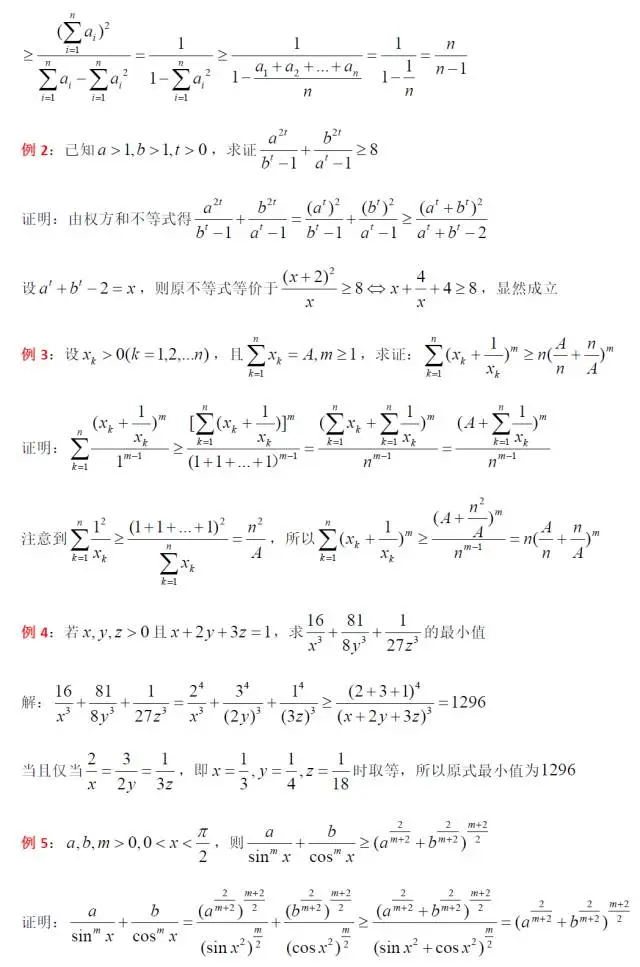 $\geq \frac{(\sum_{i=1}^{n} a_i)^2}{\sum_{i=1}^{n} a_i - \sum_{i=1}^{n} a_i^2} = \frac{1}{1-\sum_{i=1}^{n} a_i^2} \geq \frac{1}{1-\frac{a_1+a_2+...+a_n}{n}} = \frac{1}{1-\frac{1}{n}} = \frac{n}{n-1}$
例2：已知$a>1,b>1,t>0$，求证$\frac{a^{2t}}{b^t-1}+\frac{b^{2t}}{a^t-1}\geq 8$
证明：由权方和不等式得$\frac{a^{2t}}{b^t-1}+\frac{b^{2t}}{a^t-1}=\frac{(a^t)^2}{b^t-1}+\frac{(b^t)^2}{a^t-1}\geq\frac{(a^t+b^t)^2}{a^t+b^t-2}$
设$a^t+b^t-2=x$，则原不等式等价于$\frac{(x+2)^2}{x}\geq 8 \Leftrightarrow x+\frac{4}{x}+4\geq 8$，显然成立
例3：设$x_k>0(k=1,2,...n)$，且$\sum_{k=1}^{n} x_k=A,m\geq 1$，求证：$\sum_{k=1}^{n}(x_k+\frac{1}{x_k})^m\geq n(\frac{A}{n}+\frac{n}{A})^m$
证明：$\sum_{k=1}^{n}\frac{(x_k+\frac{1}{x_k})^m}{1^{m-1}}\geq\frac{[\sum_{k=1}^{n}(x_k+\frac{1}{x_k})]^m}{(1+1+...+1)^{m-1}}=\frac{(\sum_{k=1}^{n}x_k+\sum_{k=1}^{n}\frac{1}{x_k})^m}{n^{m-1}}=\frac{(A+\sum_{k=1}^{n}\frac{1}{x_k})^m}{n^{m-1}}$
注意到$\sum_{k=1}^{n}\frac{1^2}{x_k}\geq\frac{(1+1+...+1)^2}{\sum_{k=1}^{n}x_k}=\frac{n^2}{A}$，所以$\sum_{k=1}^{n}(x_k+\frac{1}{x_k})^m\geq\frac{(A+\frac{n^2}{A})^m}{n^{m-1}}=n(\frac{A}{n}+\frac{n}{A})^m$
例4：若$x,y,z>0$且$x+2y+3z=1$，求$\frac{16}{x^3}+\frac{81}{8y^3}+\frac{1}{27z^3}$的最小值
解：$\frac{16}{x^3}+\frac{81}{8y^3}+\frac{1}{27z^3}=\frac{2^4}{x^3}+\frac{3^4}{(2y)^3}+\frac{1^4}{(3z)^3}\geq\frac{(2+3+1)^4}{(x+2y+3z)^3}=1296$
当且仅当$\frac{2}{x}=\frac{3}{2y}=\frac{1}{3z}$，即$x=\frac{1}{3},y=\frac{1}{4},z=\frac{1}{18}$时取等，所以原式最小值为1296
例5：$a,b,m>0,0<x<\frac{\pi}{2}$，则$\frac{a}{\sin^m x}+\frac{b}{\cos^m x}\geq(a^{\frac{2}{m+2}}+b^{\frac{2}{m+2}})^{\frac{m+2}{2}}$
证明：$\frac{a}{\sin^m x}+\frac{b}{\cos^m x}=\frac{(a^{\frac{2}{m+2}})^{\frac{m+2}{2}}}{(\sin x^2)^{\frac{m}{2}}}+\frac{(b^{\frac{2}{m+2}})^{\frac{m+2}{2}}}{(\cos x^2)^{\frac{m}{2}}}\geq\frac{(a^{\frac{2}{m+2}}+b^{\frac{2}{m+2}})^{\frac{m+2}{2}}}{(\sin x^2+\cos x^2)^{\frac{m}{2}}}=(a^{\frac{2}{m+2}}+b^{\frac{2}{m+2}})^{\frac{m+2}{2}}$